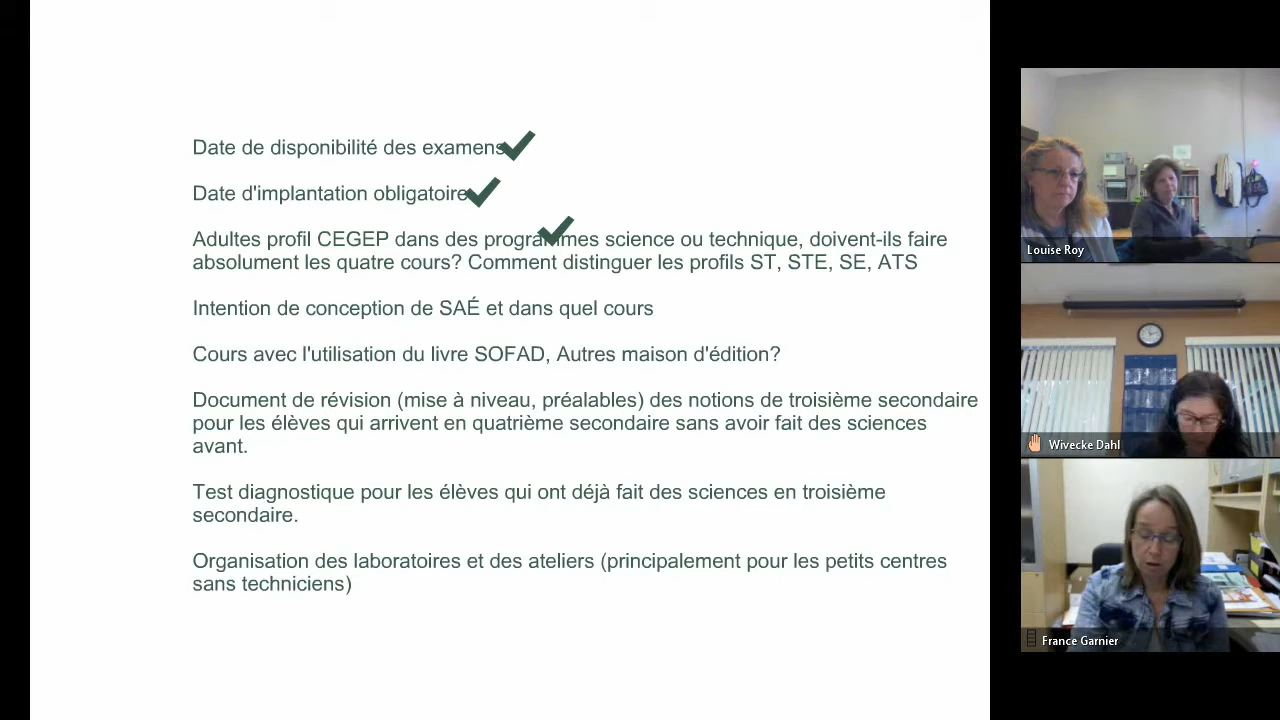 Date de disponibilité des examens
Date d'implantation obligatoire
Adultes profil CEGEP dans des programmes science ou technique, doivent-ils faire
absolument les quatre cours? Comment distinguer les profils ST, STE, SE, ATS
Intention de conception de SAÉ et dans quel cours
Cours avec l'utilisation du livre SOFAD, Autres maison d'édition?
Document de révision (mise à niveau, préalables) des notions de troisième secondaire
pour les élèves qui arrivent en quatrième secondaire sans avoir fait des sciences
avant.
Test diagnostique pour les élèves qui ont déjà fait des sciences en troisième
secondaire.
Organisation des laboratoires et des ateliers (principalement pour les petits centres
sans techniciens)
Louise Roy
Wivecke Dahl
France Garnier